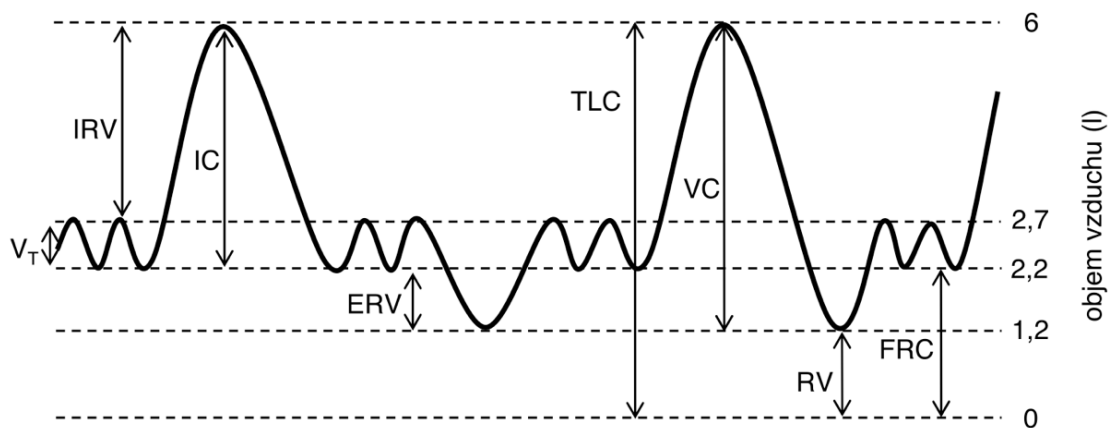 6
IRV
TLC
IC
VC
2,7
V_T
2,2
ERV
1,2
FRC
RV
0
objem vzduchu (l)